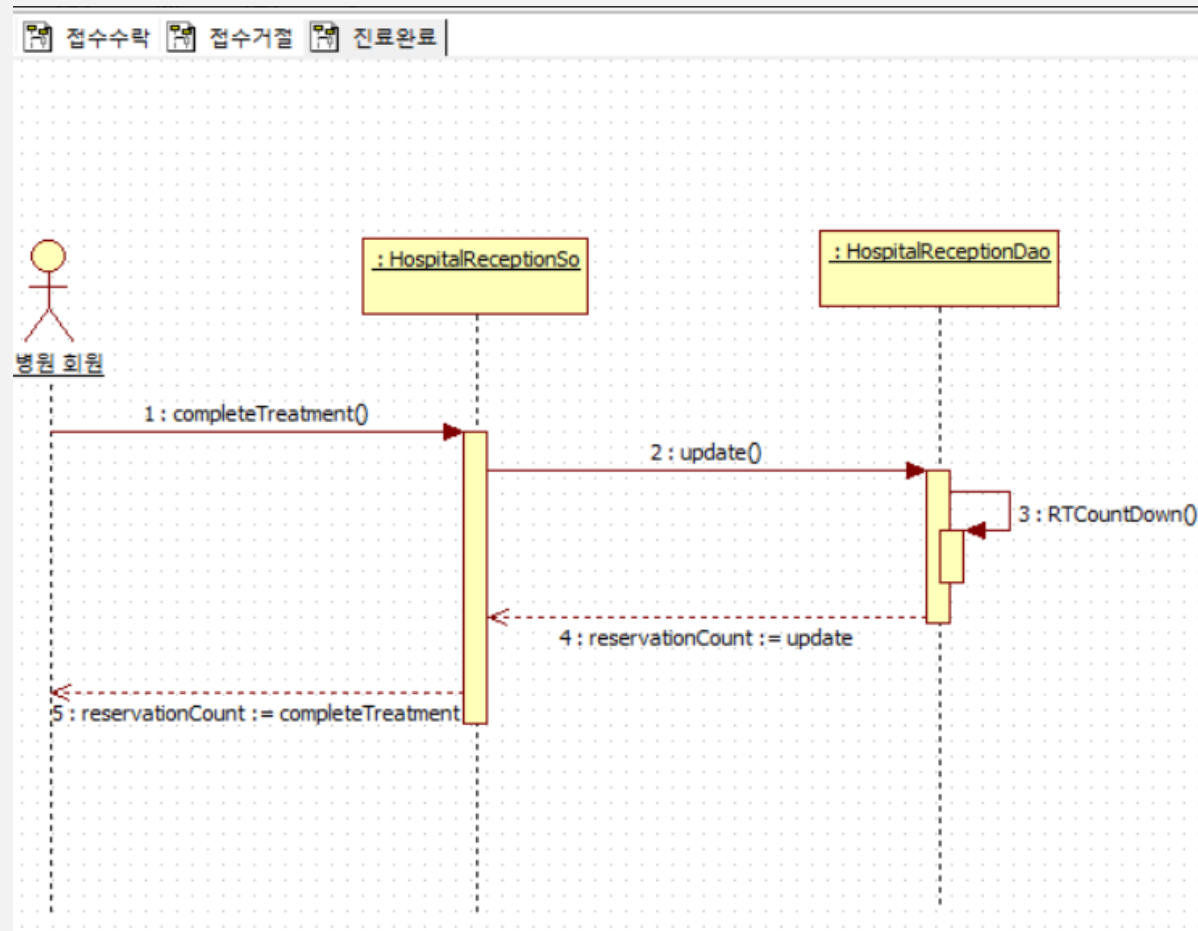 접수수락 접수거절 진료완료
: HospitalReceptionSo
: HospitalReceptionDao
병원 회원
1 : completeTreatment()
2 : update()
3 : RTCountDown()
4 : reservationCount := update
5 : reservationCount := completeTreatment